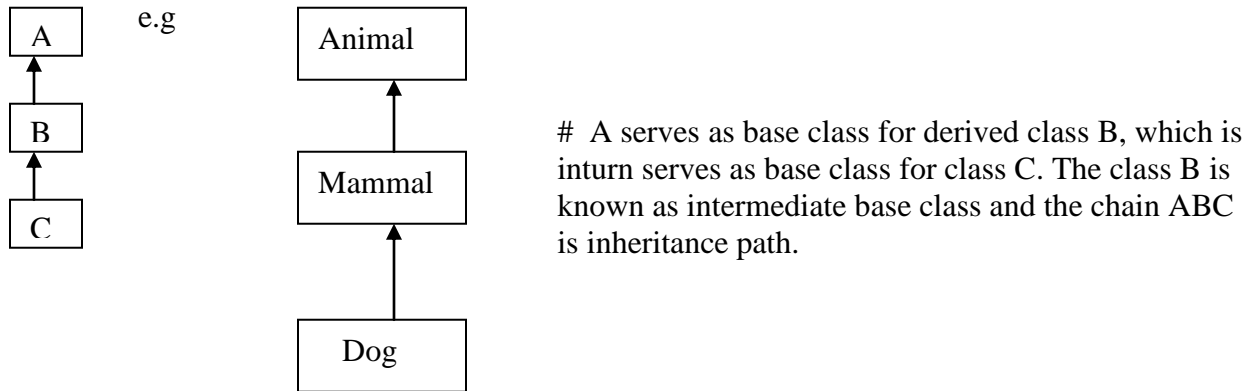 A
e.g
Animal
B
Mammal
C
Dog
# A serves as base class for derived class B, which is
inturn serves as base class for class C. The class B is
known as intermediate base class and the chain ABC
is inheritance path.